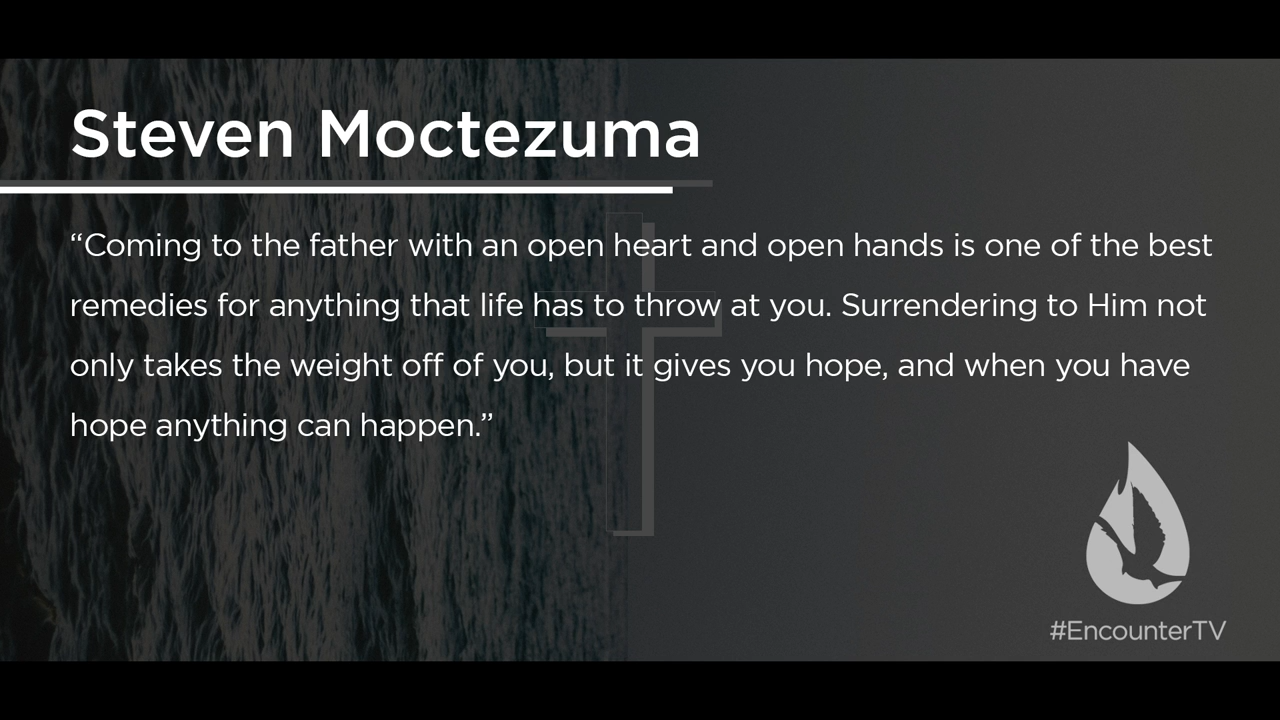 Steven Moctezuma
“Coming to the father with an open heart and open hands is one of the best
remedies for anything that life has to throw at you. Surrendering to Him not
only takes the weight off of you, but it gives you hope, and when you have
hope anything can happen.”
#EncounterTV